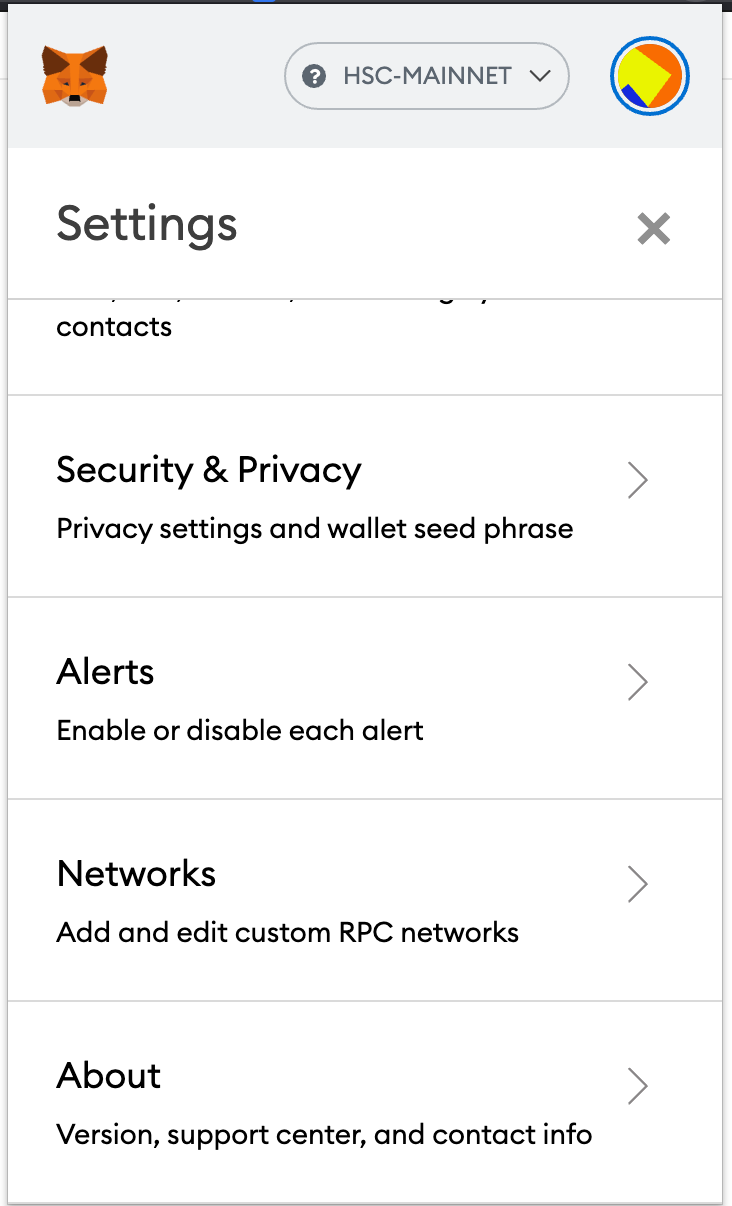 HSC-MAINNET
Settings
contacts
Security & Privacy
Privacy settings and wallet seed phrase
Alerts
Enable or disable each alert
Networks
Add and edit custom RPC networks
About
Version, support center, and contact info